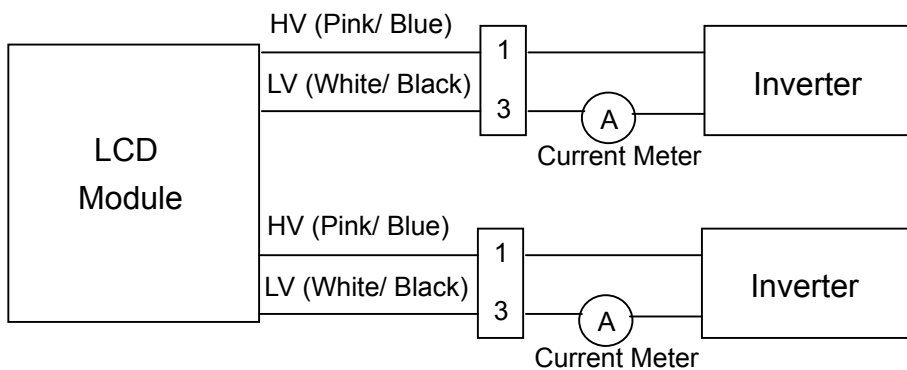 HV (Pink/ Blue)
1
LV (White/ Black)
3
A
Current Meter
Inverter
LCD
Module
HV (Pink/ Blue)
1
LV (White/ Black)
3
A
Current Meter
Inverter